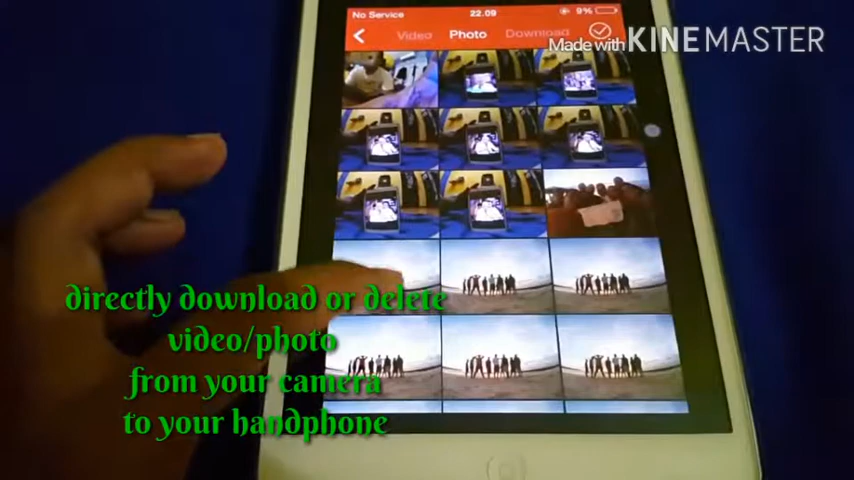 No Service 22.09 9%
Video Photo Download
Made with KINEMASTER
directly download or delete
video/photo
from your camera
to your handphone